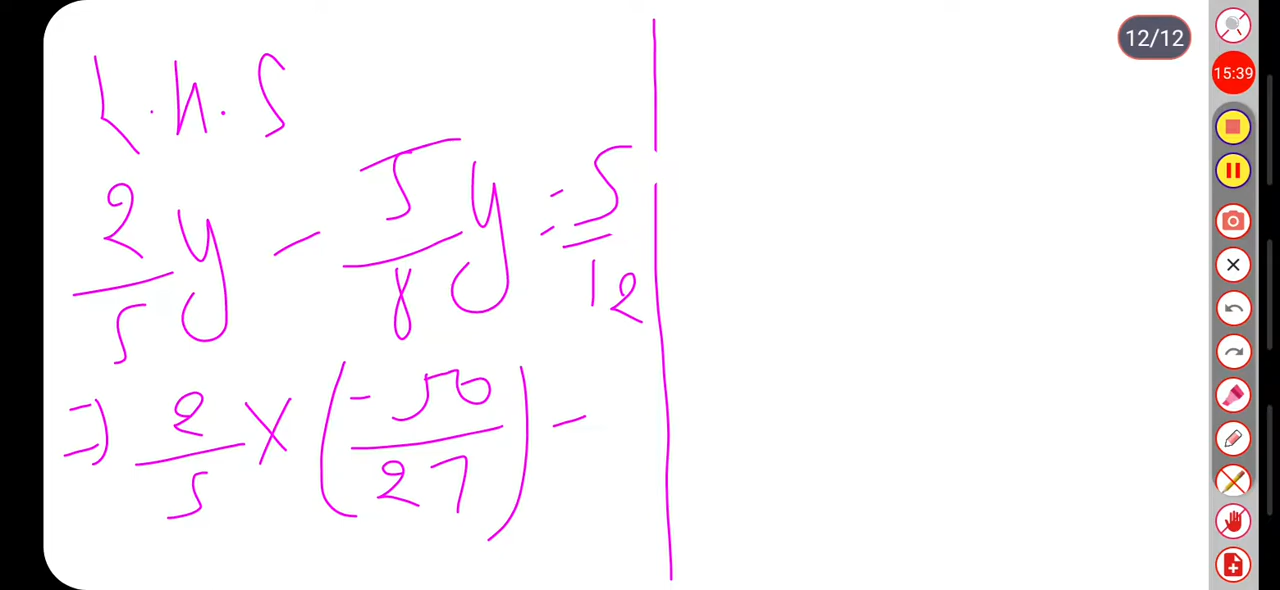 L.H.S
2/5 y - 5/8 y = 5/12
⇒ 2/5 × (-50/27) -
12/12
15:39